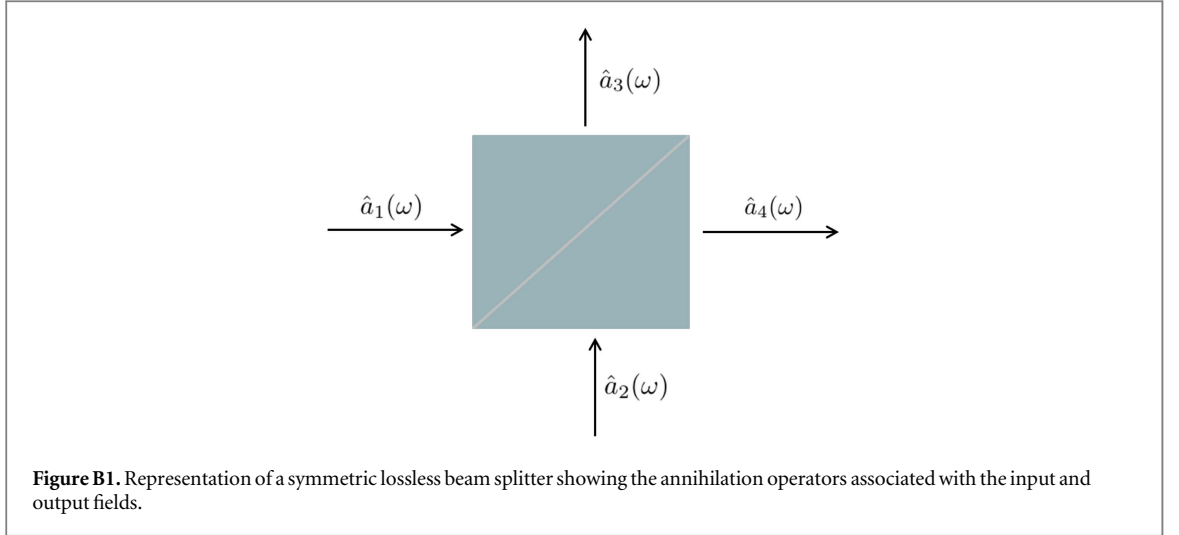 â₃(ω)
â₁(ω)
â₄(ω)
â₂(ω)
Figure B1. Representation of a symmetric lossless beam splitter showing the annihilation operators associated with the input and
output fields.